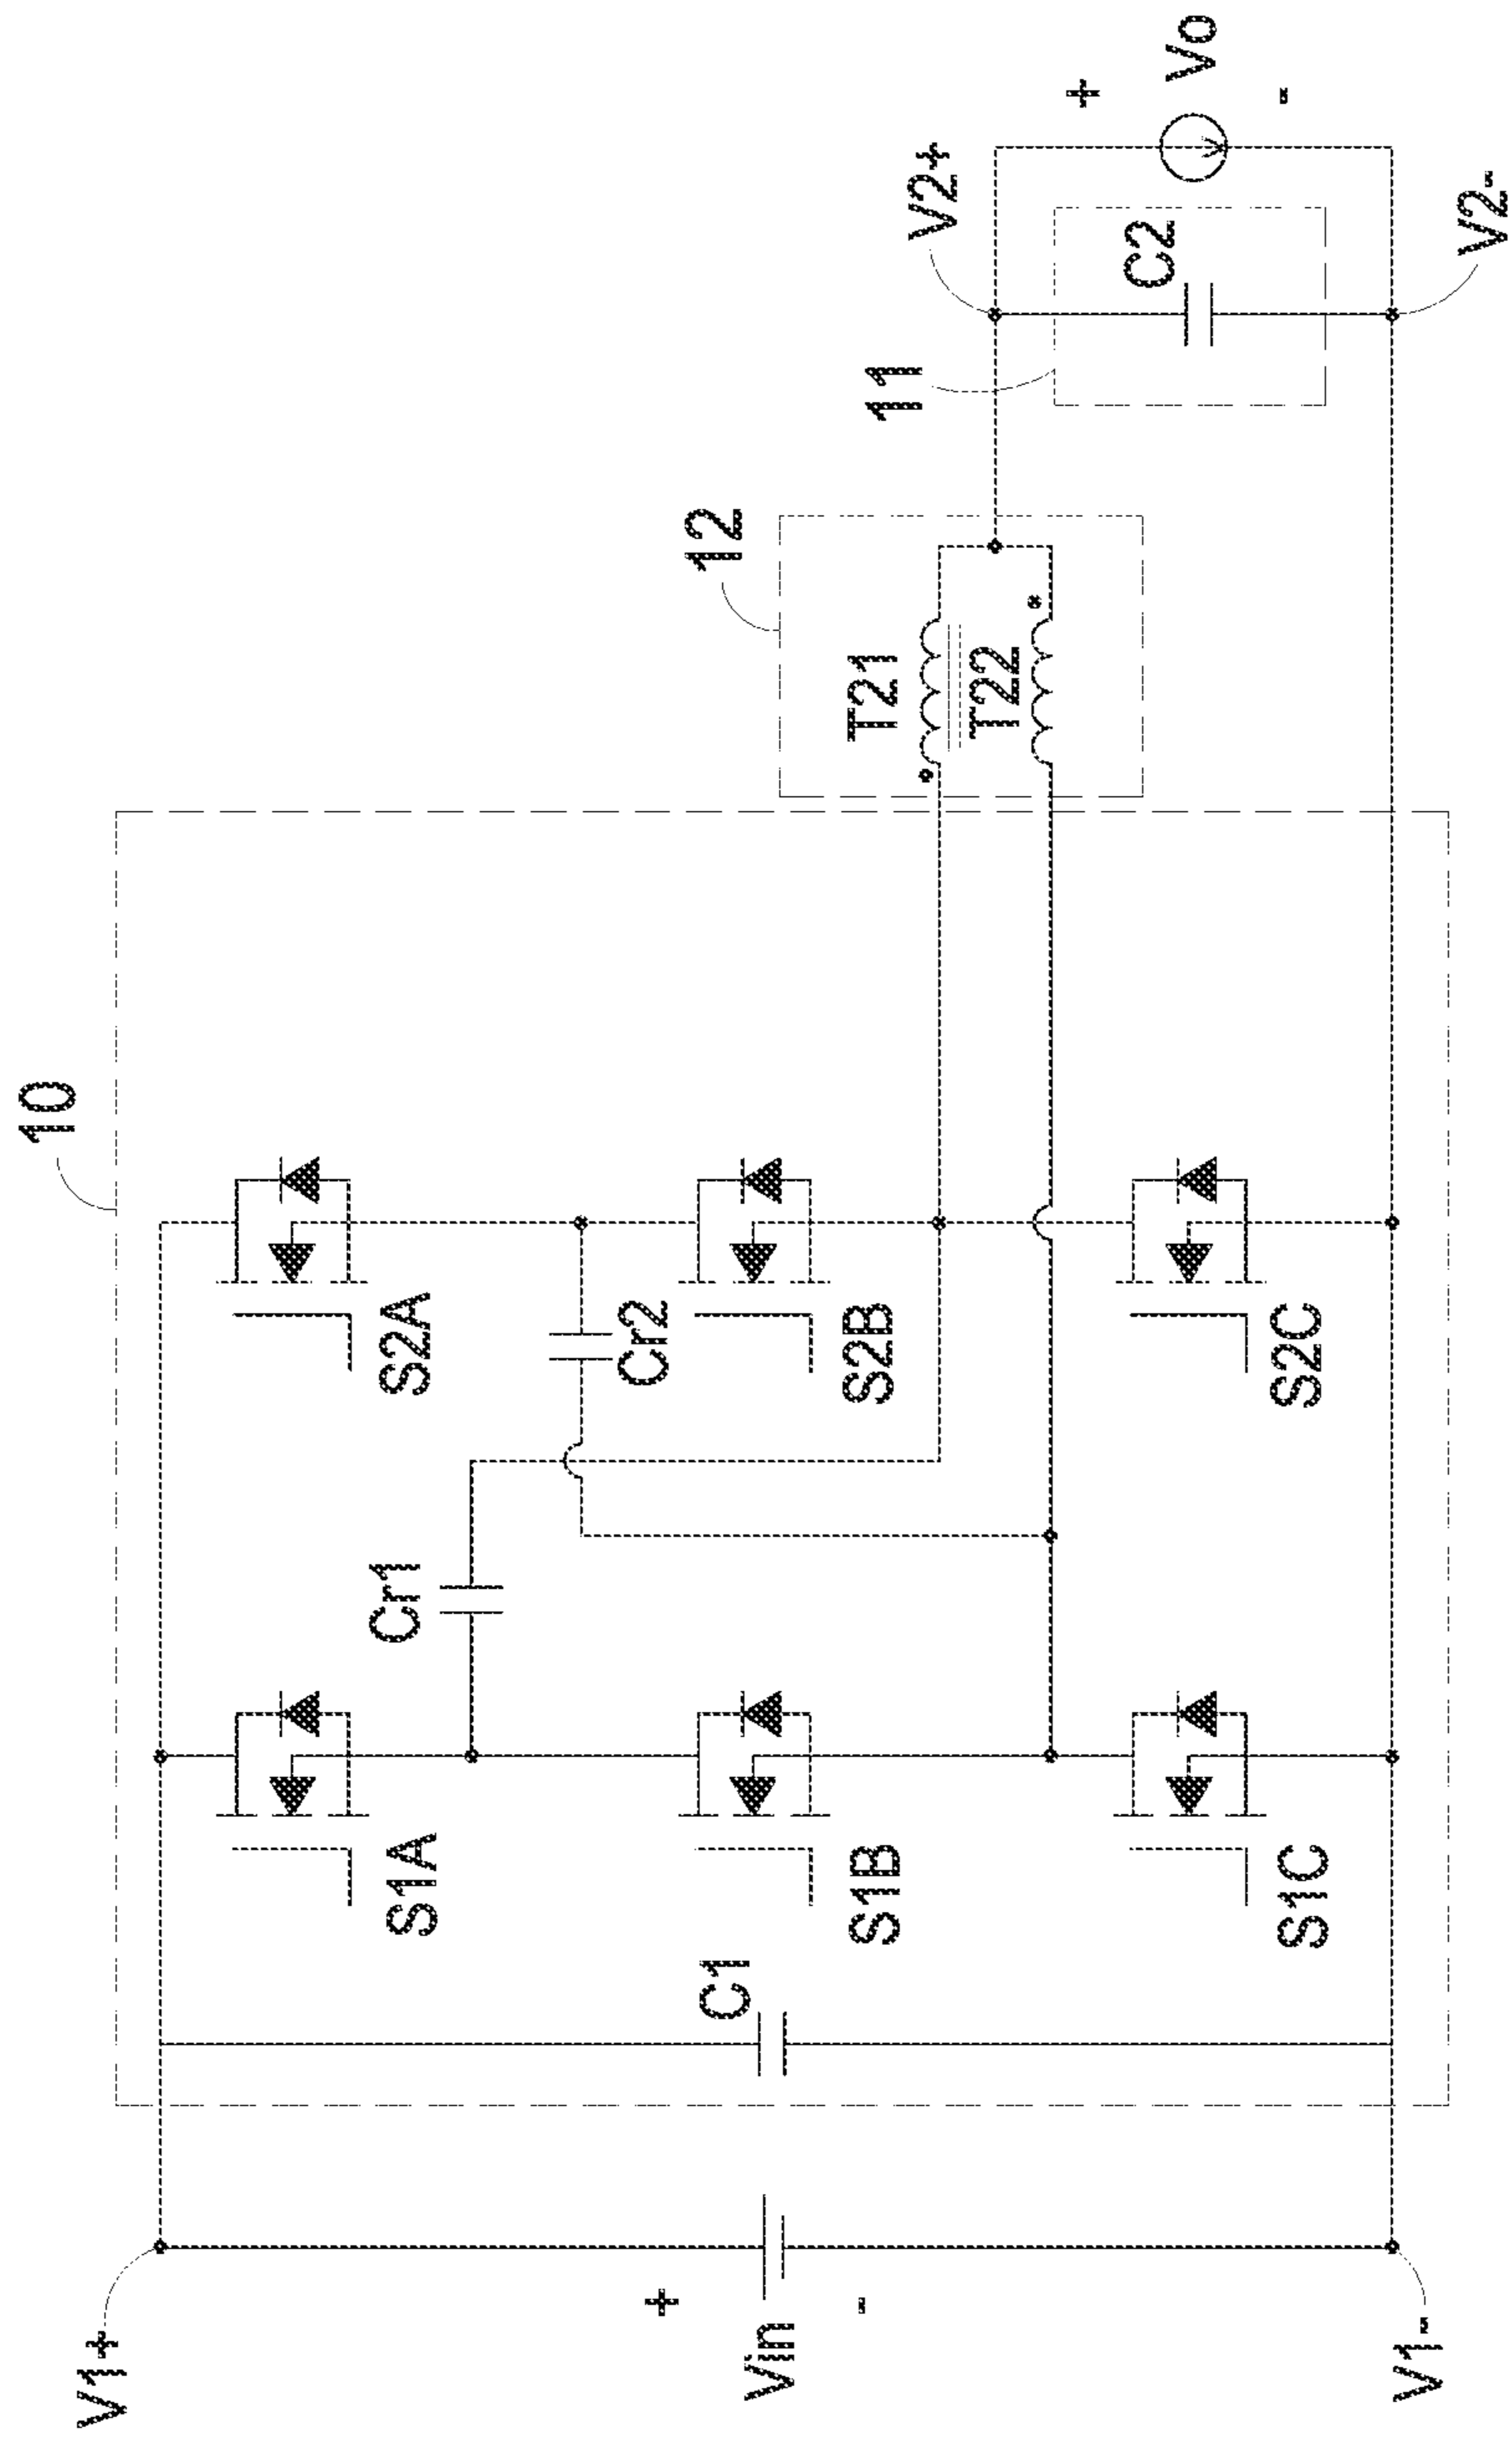 10
12
11
V1+
V1-
Vin
+
-
C1
S1A
S1B
S1C
Cr1
Cr2
S2A
S2B
S2C
T21
T22
C2
V2+
V2-
+
Vo
-